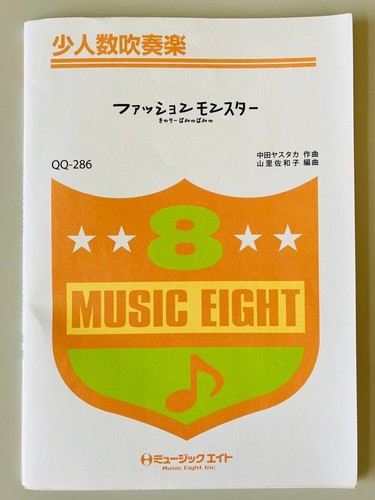 少人数吹奏楽
ファッションモンスター
きゃりーぱみゅぱみゅ
中田ヤスタカ 作曲
QQ-286
山里佐和子 編曲
8
MUSIC EIGHT
ミュージックエイト
Music Eight, Inc